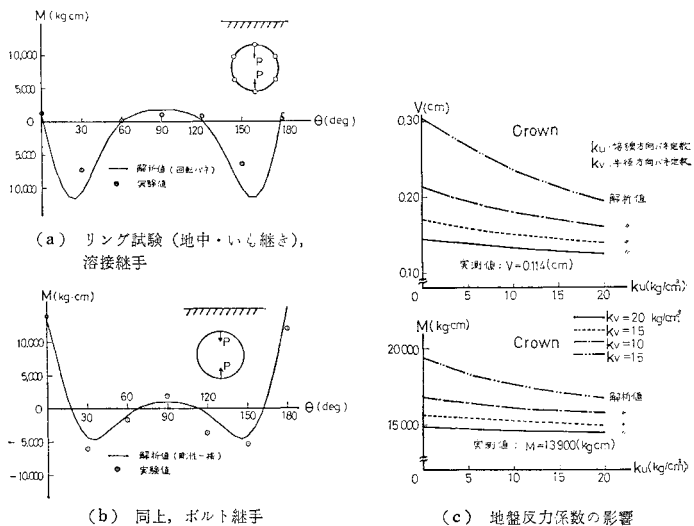 M (kg·cm)
10,000
5,000
0
5,000
10,000
30
60
90
120
150
180
θ(deg)
P
P
解析値 (回転バネ)
実験値
(a) リング試験 (地中・いも継き),
溶接継手
M(kg·cm)
10,000
5,000
0
-5,000
-10,000
30
60
90
120
150
180
θ(deg)
P
P
解析値(剛性一様)
実験値
(b) 同上, ボルト継手
V(cm)
0.30
0.20
0.10
0
5
10
15
20
ku(kg/cm³)
Crown
ku:接線方向バネ定数
kv:半径方向バネ定数
解析値
〃
〃
〃
実測値: V=0.114(cm)
kv=20 kg/cm³
kv=15
kv=10
kv=15
M(kg·cm)
20000
15000
0
5
10
15
20
ku(kg/cm³)
Crown
解析値
〃
〃
〃
実測値: M=13900(kg·cm)
(c) 地盤反力係数の影響